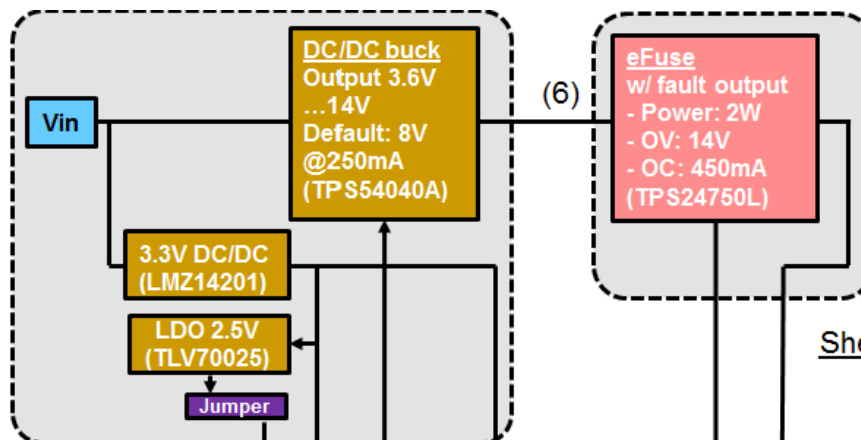 DC/DC buck
Output 3.6V
...14V
Default: 8V
@250mA
(TPS54040A)
Vin
(6)
eFuse
w/ fault output
- Power: 2W
- OV: 14V
- OC: 450mA
(TPS24750L)
3.3V DC/DC
(LMZ14201)
LDO 2.5V
(TLV70025)
Jumper